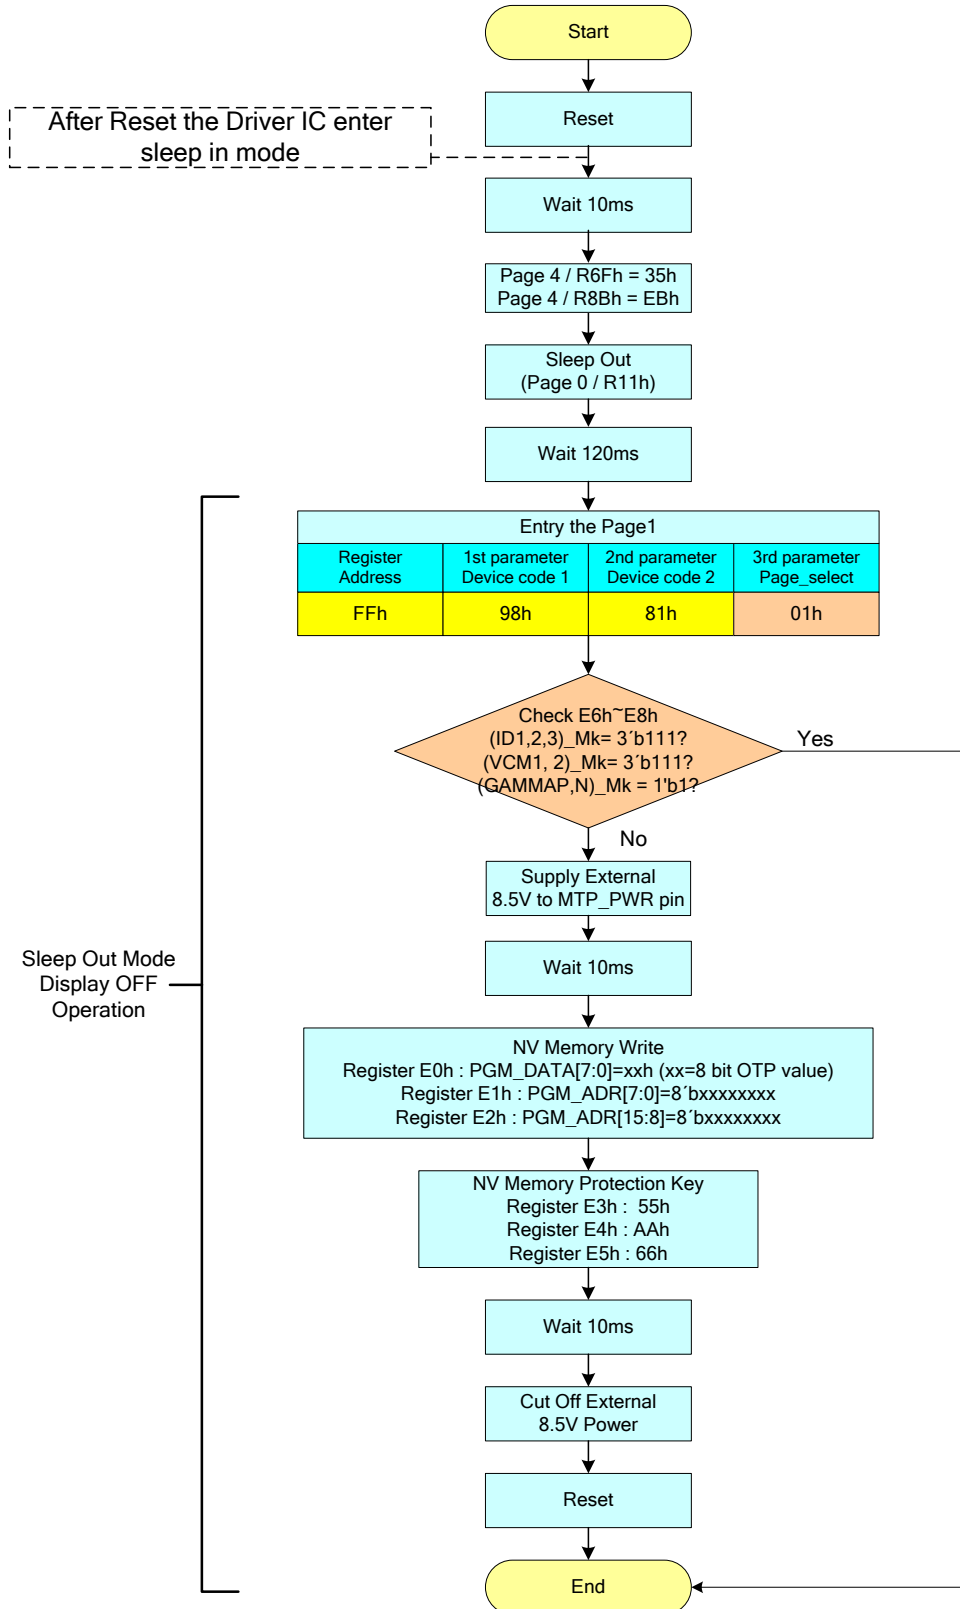 Start
Reset
After Reset the Driver IC enter
sleep in mode
Wait 10ms
Page 4 / R6Fh = 35h
Page 4 / R8Bh = EBh
Sleep Out
(Page 0 / R11h)
Wait 120ms
Entry the Page1
Register
Address
1st parameter
Device code 1
2nd parameter
Device code 2
3rd parameter
Page_select
FFh
98h
81h
01h
Check E6h~E8h
(ID1,2,3)_Mk= 3´b111?
(VCM1, 2)_Mk= 3´b111?
(GAMMAP,N)_Mk = 1'b1?
Yes
No
Supply External
8.5V to MTP_PWR pin
Wait 10ms
Sleep Out Mode
Display OFF
Operation
NV Memory Write
Register E0h : PGM_DATA[7:0]=xxh (xx=8 bit OTP value)
Register E1h : PGM_ADR[7:0]=8´bxxxxxxxx
Register E2h : PGM_ADR[15:8]=8´bxxxxxxxx
NV Memory Protection Key
Register E3h :  55h
Register E4h : AAh
Register E5h : 66h
Wait 10ms
Cut Off External
8.5V Power
Reset
End